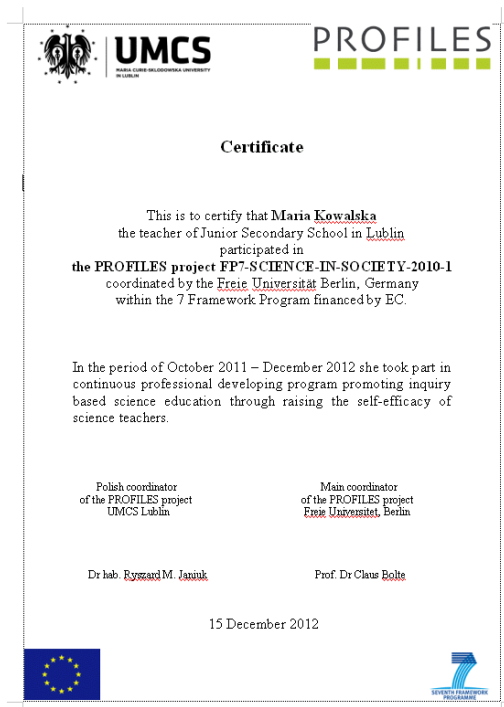 UMCS
MARIA CURIE-SKLODOWSKA UNIVERSITY
IN LUBLIN
PROFILES
Certificate
This is to certify that Maria Kowalska
the teacher of Junior Secondary School in Lublin
participated in
the PROFILES project FP7-SCIENCE-IN-SOCIETY-2010-1
coordinated by the Freie Universität Berlin, Germany
within the 7 Framework Program financed by EC.
In the period of October 2011 – December 2012 she took part in
continuous professional developing program promoting inquiry
based science education through raising the self-efficacy of
science teachers.
Polish coordinator
of the PROFILES project
UMCS Lublin
Main coordinator
of the PROFILES project
Freie Universitet, Berlin
Dr hab. Ryszard M. Janiuk
Prof. Dr Claus Bolte
15 December 2012
SEVENTH FRAMEWORK
PROGRAMME